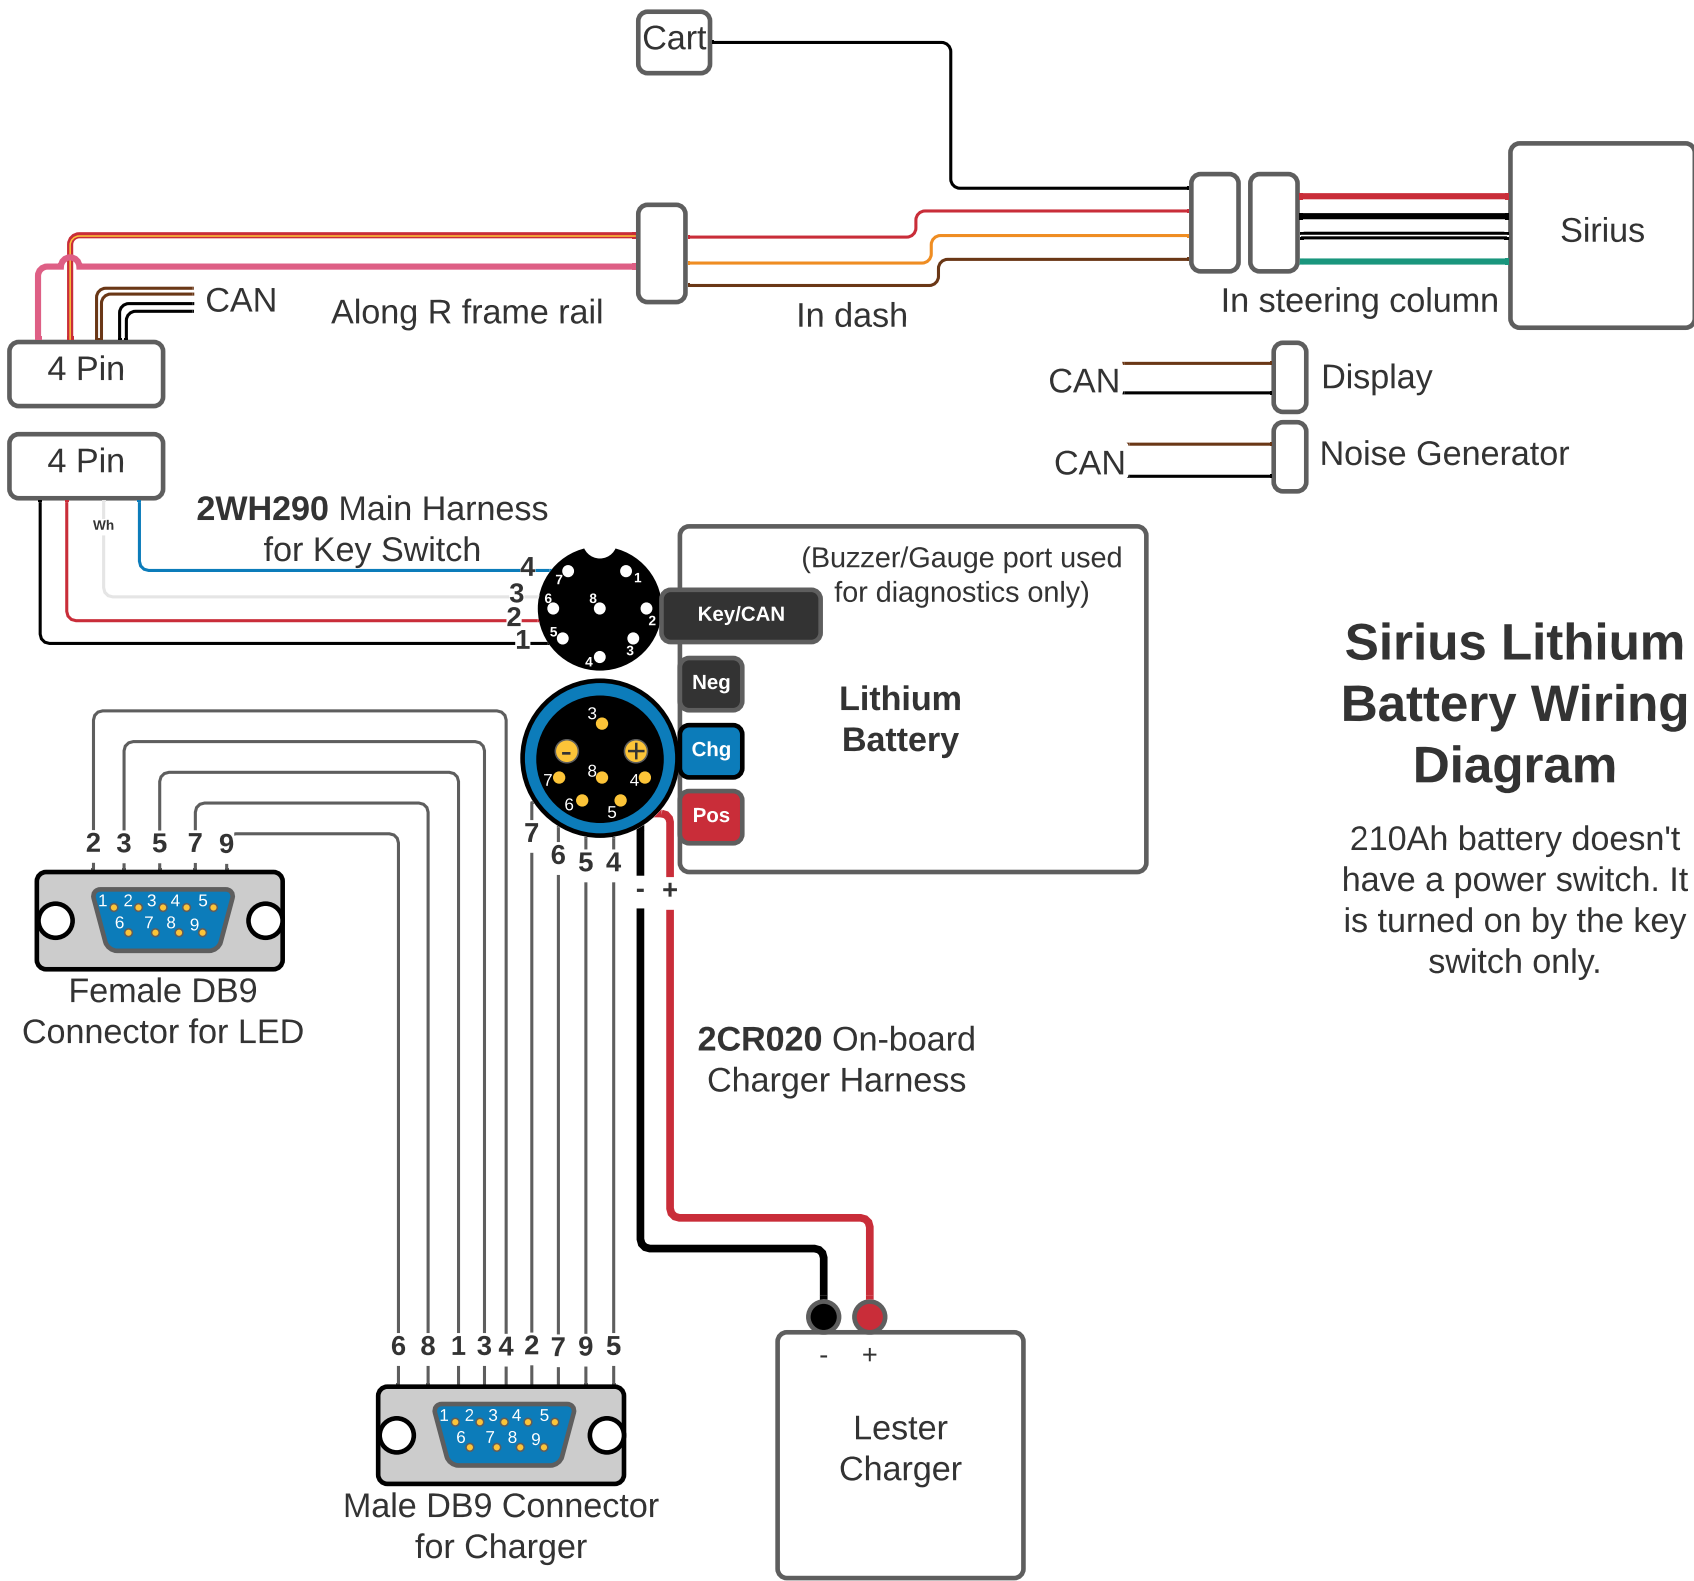 Cart
Sirius
CAN
Along R frame rail
In dash
In steering column
4 Pin
CAN
Display
4 Pin
CAN
Noise Generator
2WH290 Main Harness
for Key Switch
Wh
4
3
2
1
7
1
6
8
2
5
4
3
(Buzzer/Gauge port used
for diagnostics only)
Key/CAN
Neg
Chg
Pos
Lithium
Battery
Sirius Lithium
Battery Wiring
Diagram
210Ah battery doesn't
have a power switch. It
is turned on by the key
switch only.
3
- +
7 8 4
6 5
2 3 5 7 9
7 6 5 4 - +
1 2 3 4 5
6 7 8 9
Female DB9
Connector for LED
2CR020 On-board
Charger Harness
6 8 1 3 4 2 7 9 5
- +
1 2 3 4 5
6 7 8 9
Male DB9 Connector
for Charger
Lester
Charger